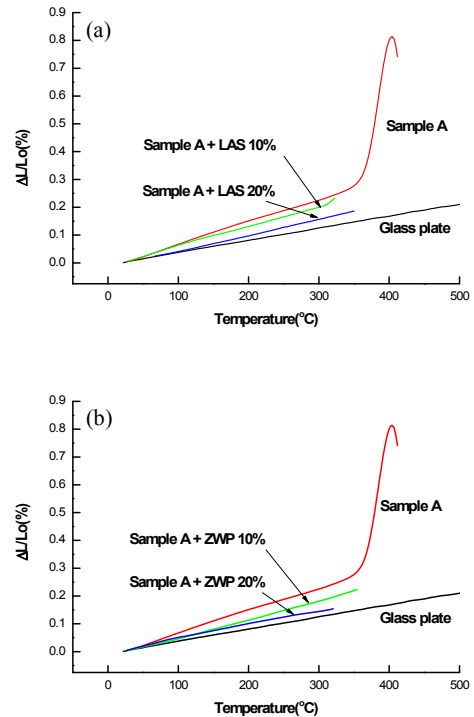 (a)
0.9
0.8
0.7
0.6
0.5
0.4
0.3
0.2
0.1
0.0
ΔL/Lo(%)
Sample A + LAS 10%
Sample A
Sample A + LAS 20%
Glass plate
0 100 200 300 400 500
Temperature(°C)
(b)
0.9
0.8
0.7
0.6
0.5
0.4
0.3
0.2
0.1
0.0
ΔL/Lo(%)
Sample A
Sample A + ZWP 10%
Sample A + ZWP 20%
Glass plate
0 100 200 300 400 500
Temperature(°C)